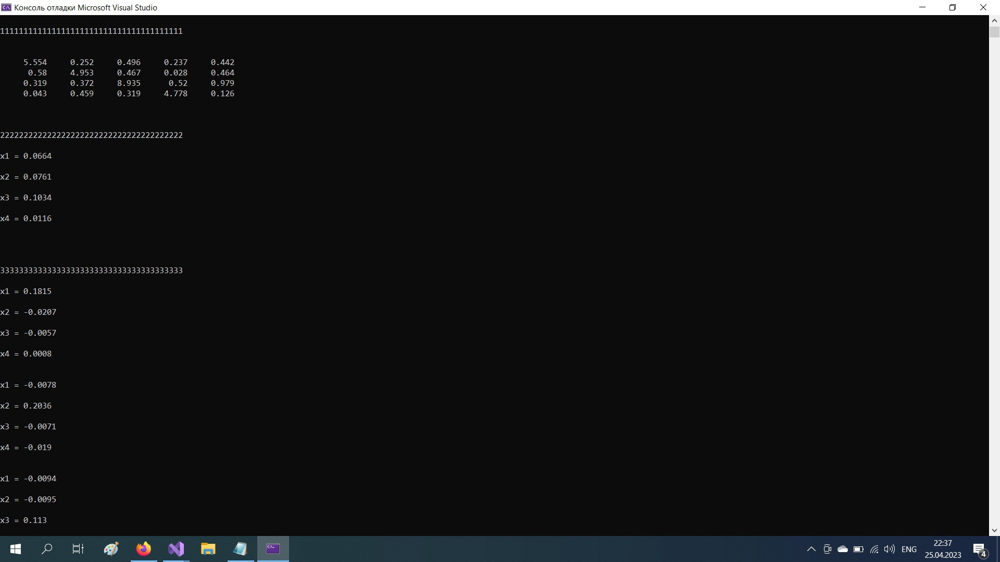 Консоль отладки Microsoft Visual Studio
111111111111111111111111111111111111111
5.554 0.252 0.496 0.237 0.442
0.58 4.953 0.467 0.028 0.464
0.319 0.372 8.935 0.52 0.979
0.043 0.459 0.319 4.778 0.126
222222222222222222222222222222222222222
x1 = 0.0664
x2 = 0.0761
x3 = 0.1034
x4 = 0.0116
333333333333333333333333333333333333333
x1 = 0.1815
x2 = -0.0207
x3 = -0.0057
x4 = 0.0008
x1 = -0.0078
x2 = 0.2036
x3 = -0.0071
x4 = -0.019
x1 = -0.0094
x2 = -0.0095
x3 = 0.113
ENG
22:37
25.04.2023
4